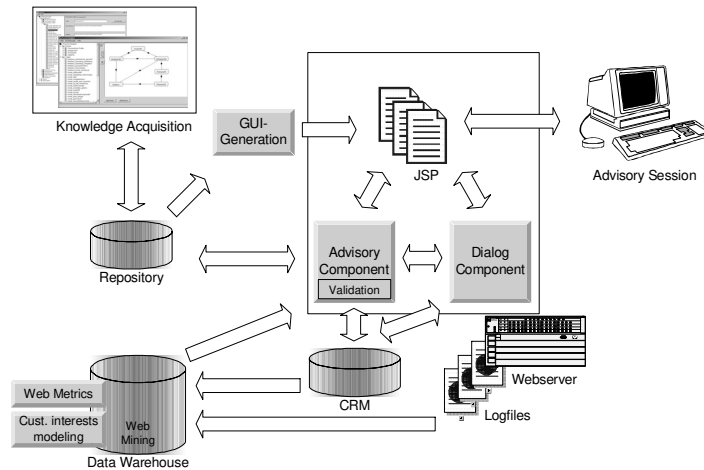 Knowledge Acquisition
GUI-
Generation
JSP
Advisory Session
Repository
Advisory
Component
Validation
Dialog
Component
Webserver
Logfiles
CRM
Web Metrics
Cust. interests
modeling
Web
Mining
Data Warehouse